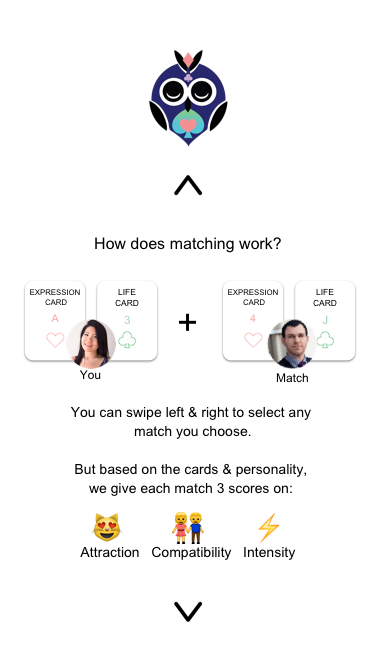 How does matching work?
EXPRESSION
CARD
A
LIFE
CARD
3
You
+
EXPRESSION
CARD
4
LIFE
CARD
J
Match
You can swipe left & right to select any
match you choose.
But based on the cards & personality,
we give each match 3 scores on:
Attraction Compatibility Intensity